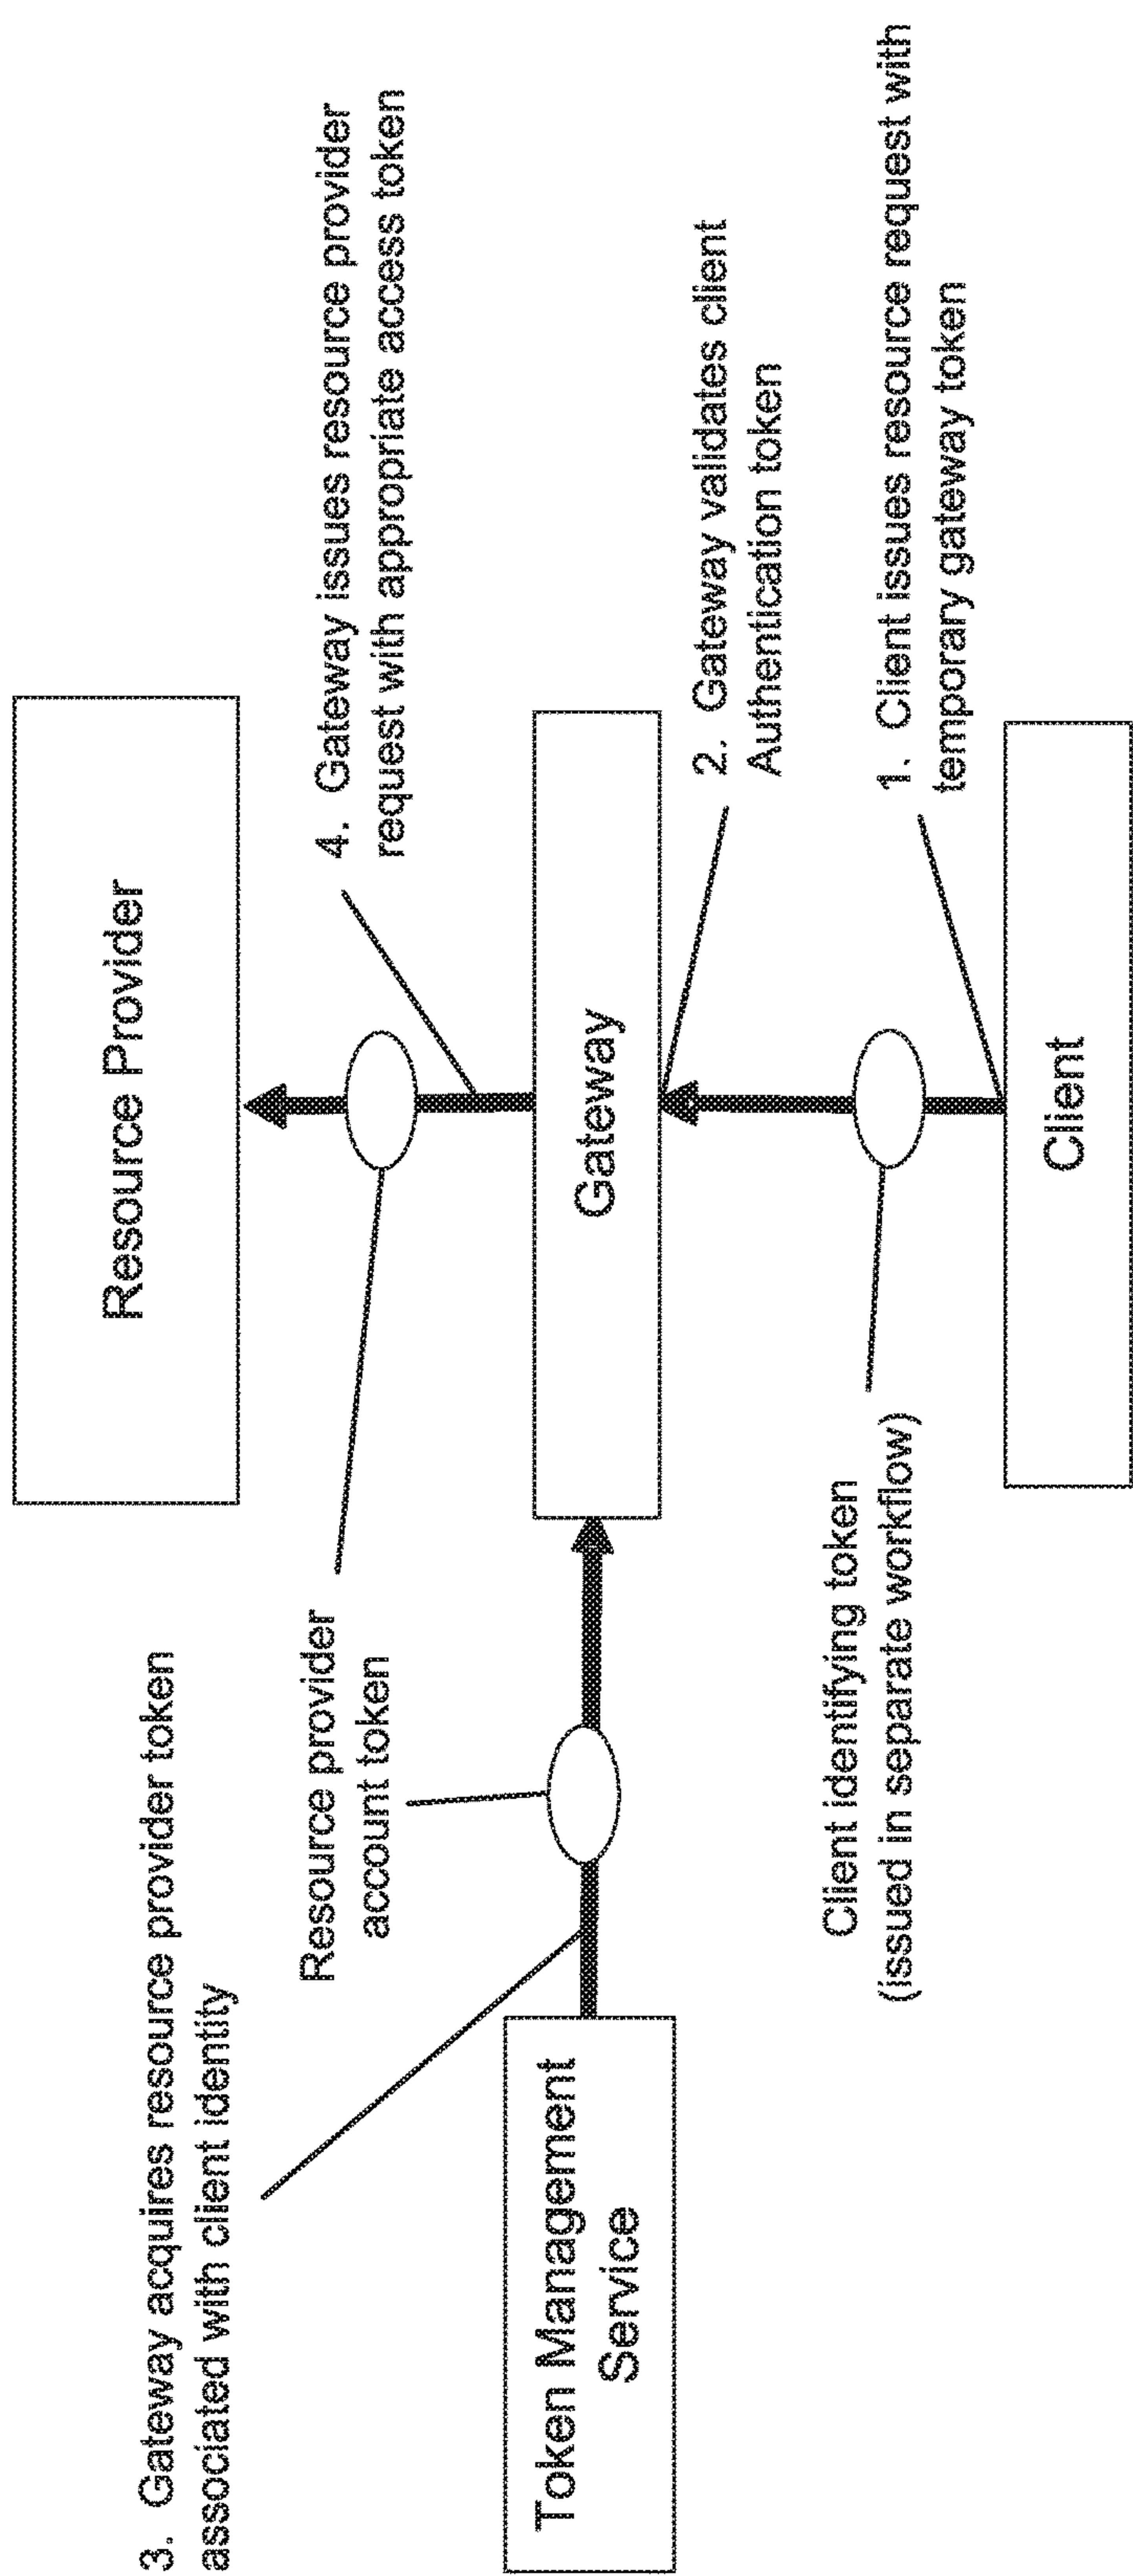 Resource Provider
3. Gateway acquires resource provider token
associated with client identity
Resource provider
account token
4. Gateway issues resource provider
request with appropriate access token
Token Management
Service
Gateway
2. Gateway validates client
Authentication token
Client identifying token
(issued in separate workflow)
1. Client issues resource request with
temporary gateway token
Client